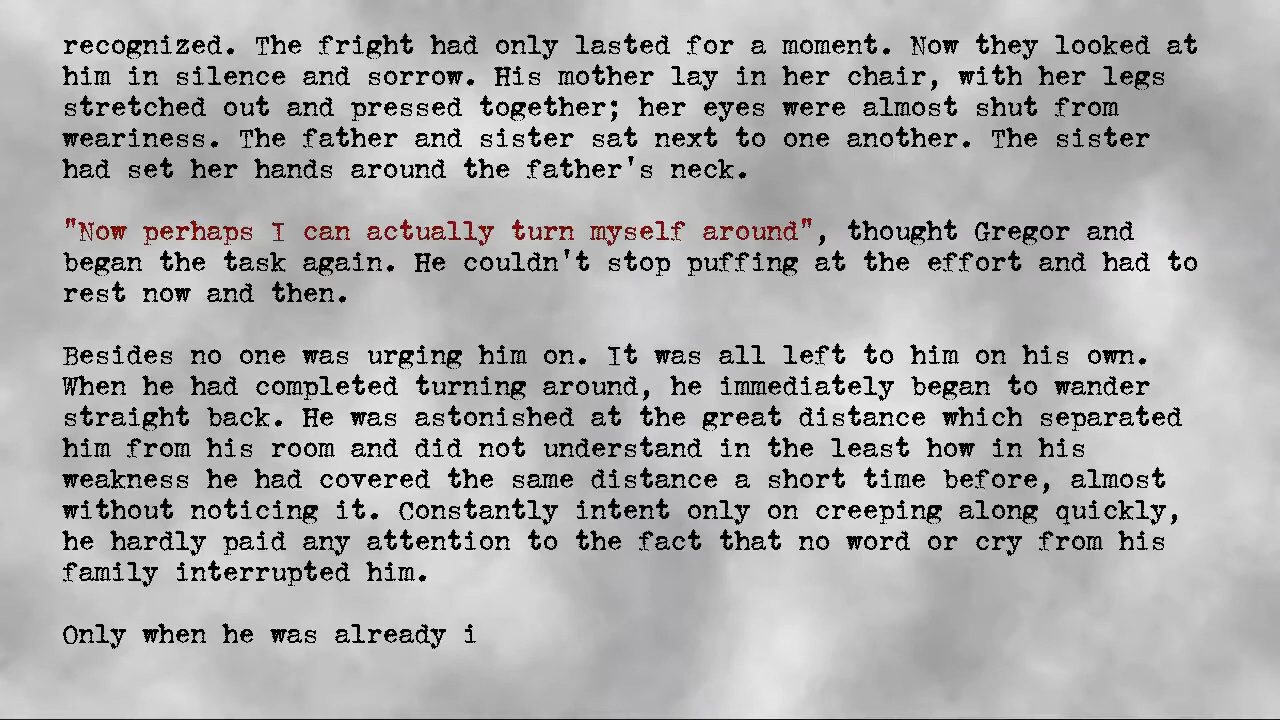 recognized. The fright had only lasted for a moment. Now they looked at
him in silence and sorrow. His mother lay in her chair, with her legs
stretched out and pressed together; her eyes were almost shut from
weariness. The father and sister sat next to one another. The sister
had set her hands around the father's neck.
"Now perhaps I can actually turn myself around", thought Gregor and
began the task again. He couldn't stop puffing at the effort and had to
rest now and then.
Besides no one was urging him on. It was all left to him on his own.
When he had completed turning around, he immediately began to wander
straight back. He was astonished at the great distance which separated
him from his room and did not understand in the least how in his
weakness he had covered the same distance a short time before, almost
without noticing it. Constantly intent only on creeping along quickly,
he hardly paid any attention to the fact that no word or cry from his
family interrupted him.
Only when he was already i